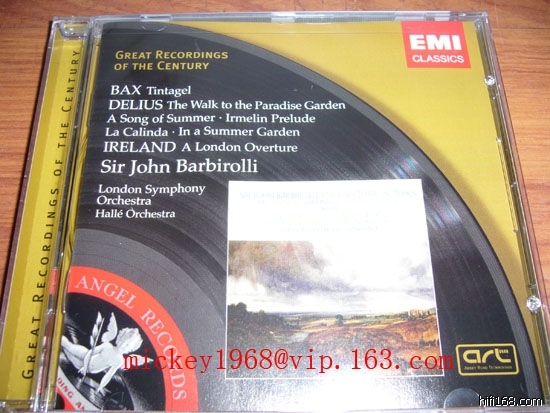 GREAT RECORDINGS
OF THE CENTURY
EMI
CLASSICS
BAX Tintagel
DELIUS The Walk to the Paradise Garden
A Song of Summer · Irmelin Prelude
La Calinda · In a Summer Garden
IRELAND A London Overture
Sir John Barbirolli
London Symphony
Orchestra
Hallé Orchestra
GREAT RECORDINGS OF THE CENTURY
ANGEL RECORDS
mickey1968@vip.163.com
art
hifi168.com